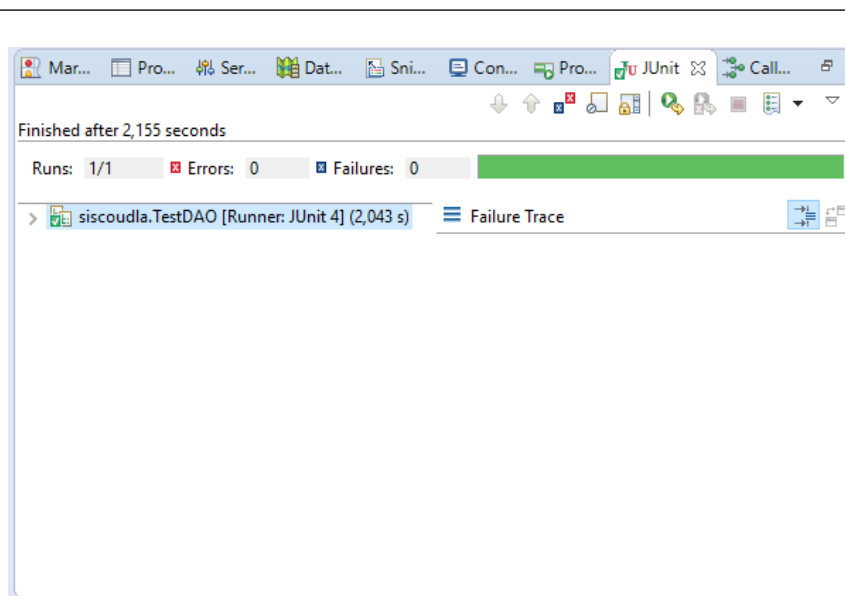 Mar... Pro... Ser... Dat... Sni... Con... Pro... JUnit Call...
Finished after 2,155 seconds
Runs: 1/1 Errors: 0 Failures: 0
siscoudla.TestDAO [Runner: JUnit 4] (2,043 s) Failure Trace